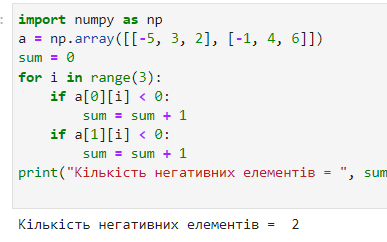 import numpy as np
a = np.array([[-5, 3, 2], [-1, 4, 6]])
sum = 0
for i in range(3):
    if a[0][i] < 0:
        sum = sum + 1
    if a[1][i] < 0:
        sum = sum + 1
print("Кількість негативних елементів = ", sum
Кількість негативних елементів =  2